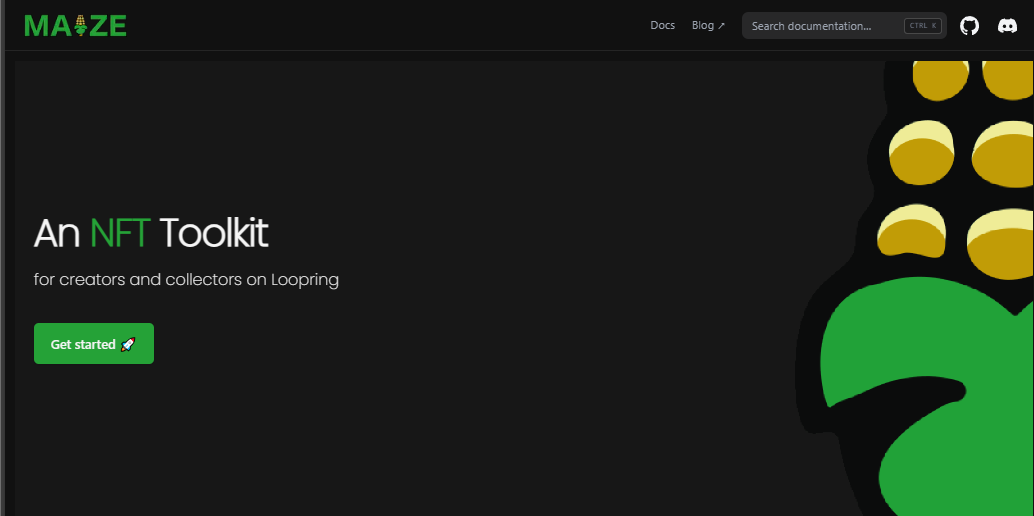 MAIZE
Docs
Blog ↗
Search documentation...
CTRL K
An NFT Toolkit
for creators and collectors on Loopring
Get started 🚀